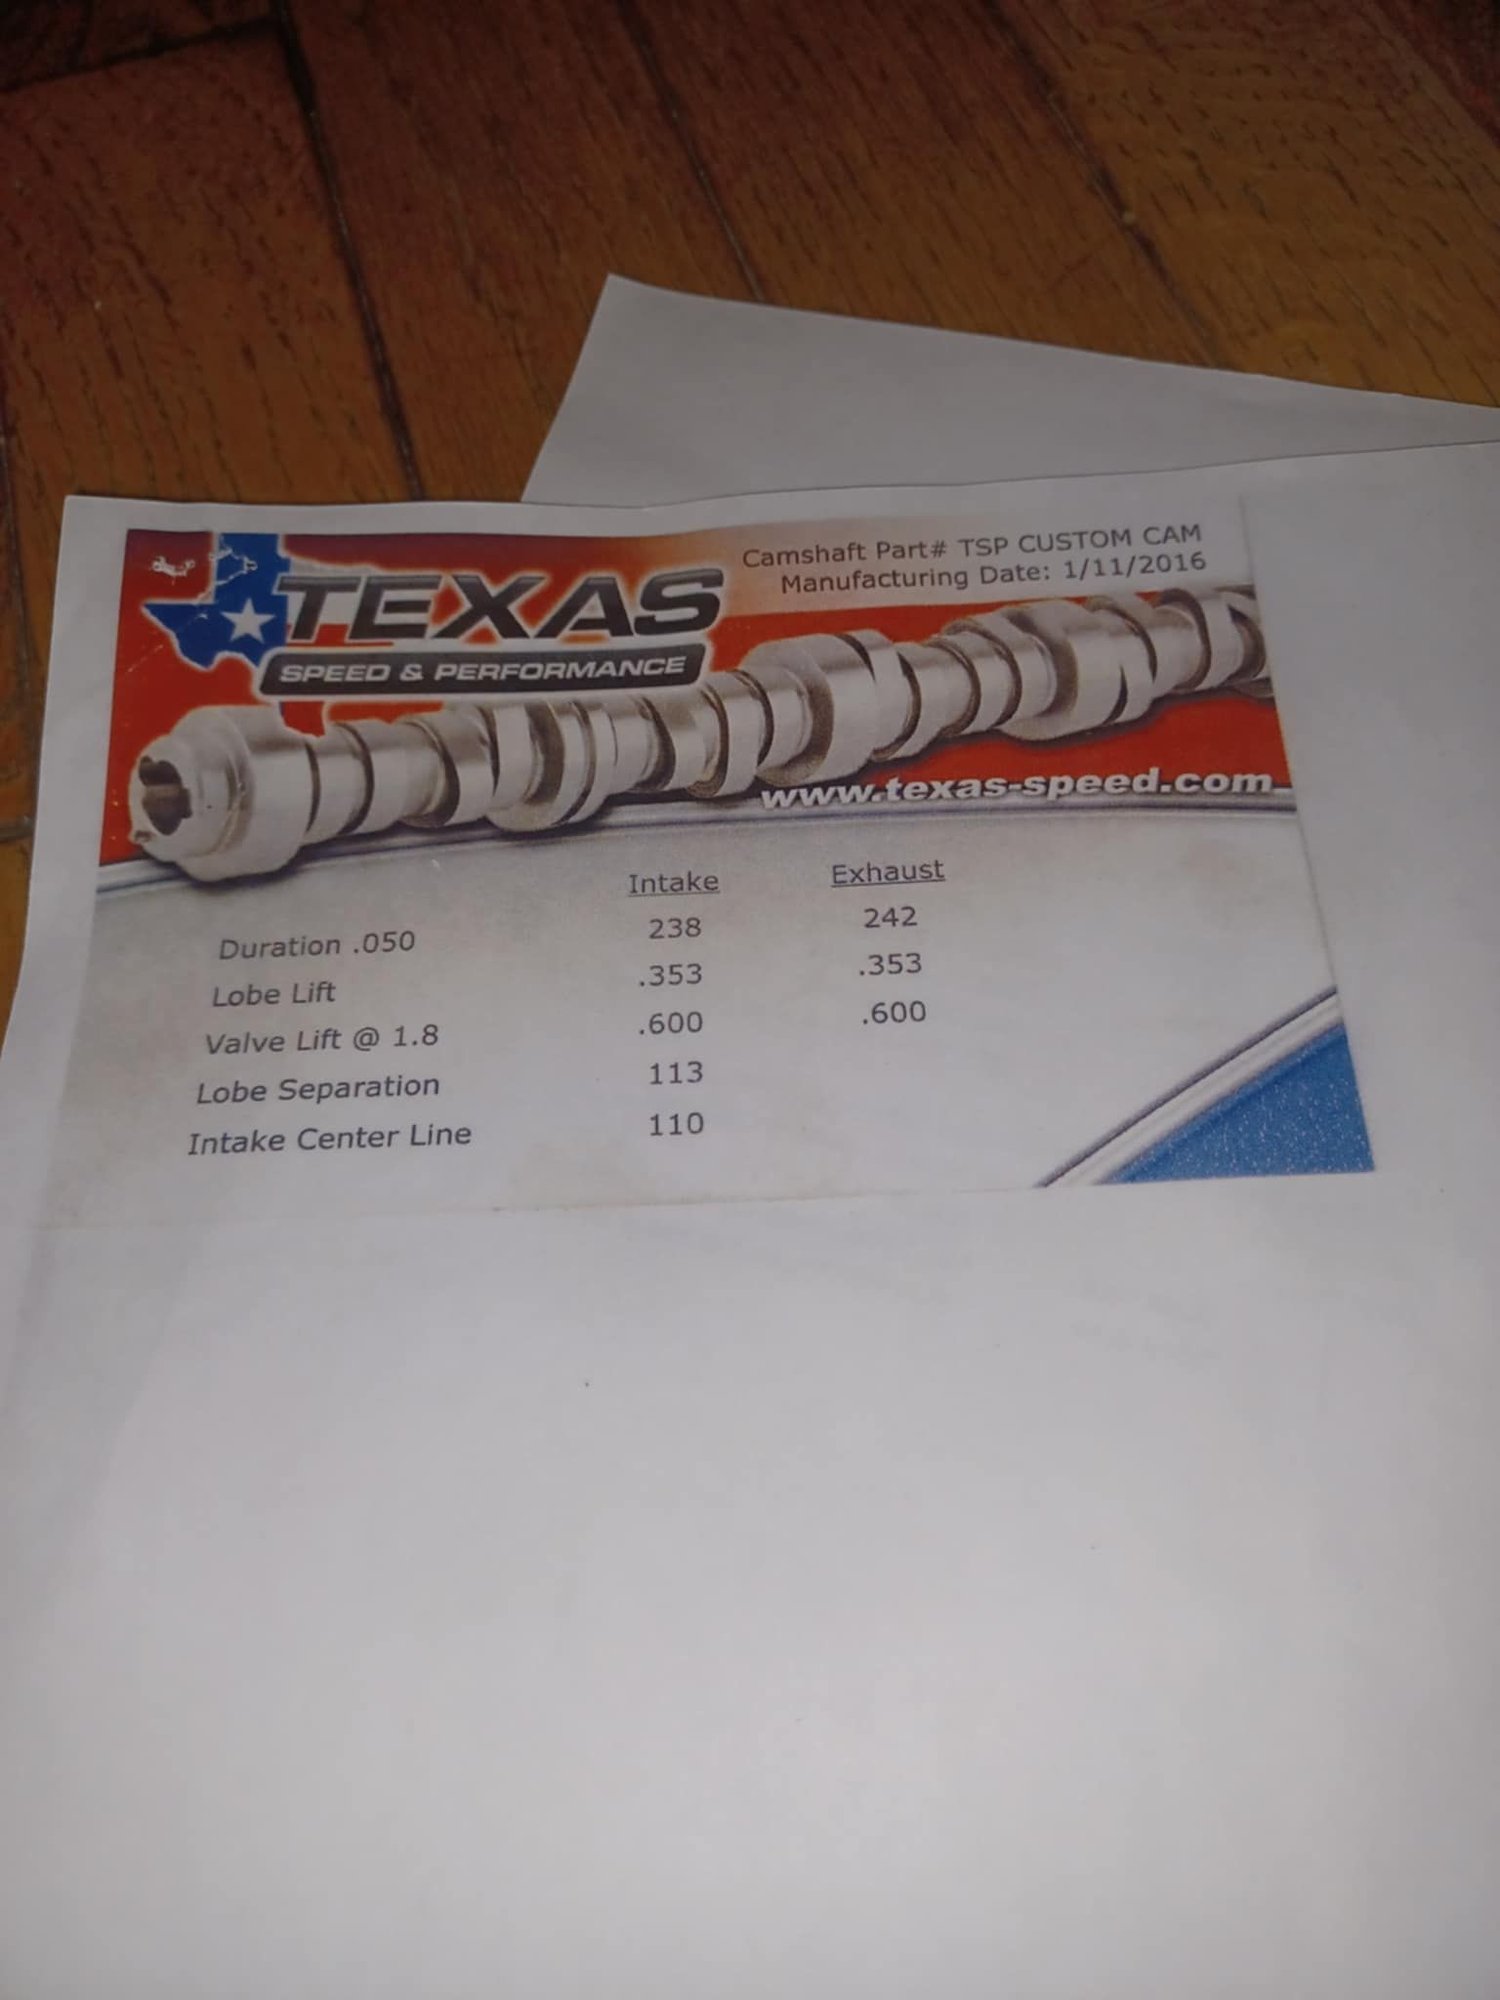 Camshaft Part# TSP CUSTOM CAM
Manufacturing Date: 1/11/2016
TEXAS
SPEED & PERFORMANCE
www.texas-speed.com
Intake Exhaust
Duration .050 238 242
Lobe Lift .353 .353
Valve Lift @ 1.8 .600 .600
Lobe Separation 113
Intake Center Line 110